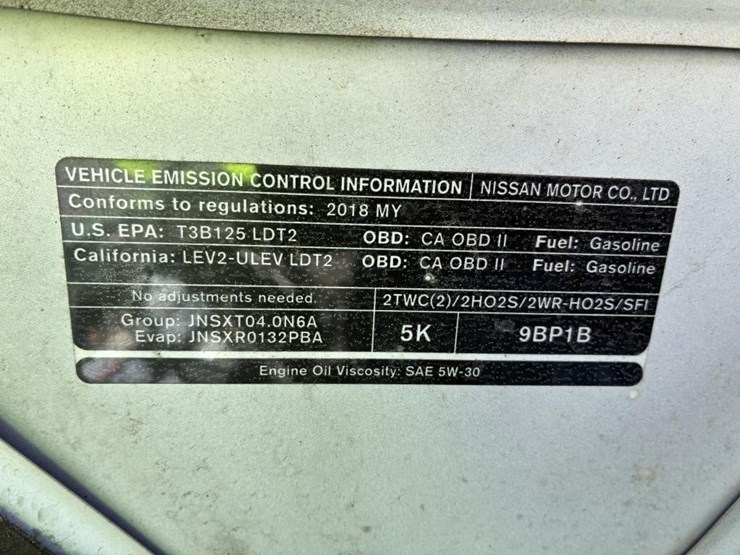 VEHICLE EMISSION CONTROL INFORMATION NISSAN MOTOR CO., LTD
Conforms to regulations: 2018 MY
U.S. EPA: T3B125 LDT2 OBD: CA OBD II Fuel: Gasoline
California: LEV2-ULEV LDT2 OBD: CA OBD II Fuel: Gasoline
No adjustments needed. 2TWC(2)/2HO2S/2WR-HO2S/SFI
Group: JNSXT04.0N6A
Evap: JNSXR0132PBA
5K 9BP1B
Engine Oil Viscosity: SAE 5W-30